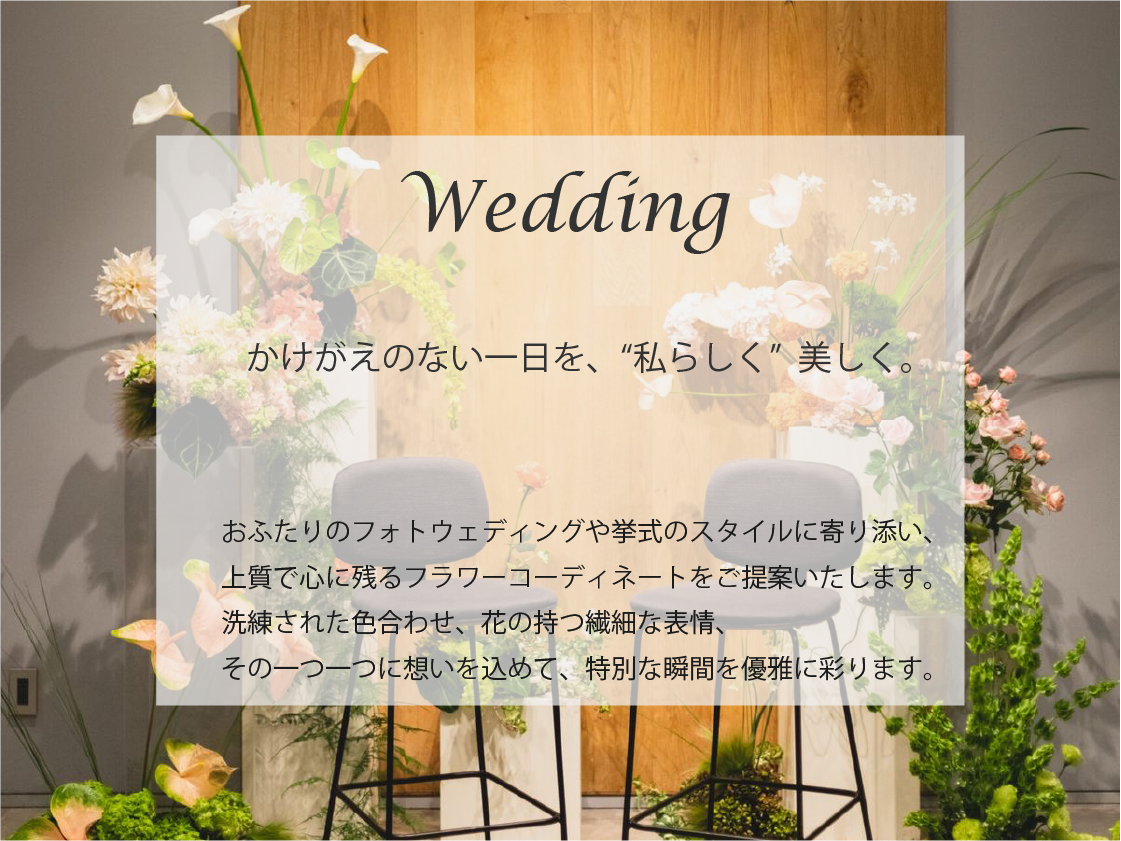 Wedding
かけがえのない一日を、“私らしく”美しく。
おふたりのフォトウェディングや挙式のスタイルに寄り添い、
上質で心に残るフラワーコーディネートをご提案いたします。
洗練された色合わせ、花の持つ繊細な表情、
その一つ一つに想いを込めて、特別な瞬間を優雅に彩ります。